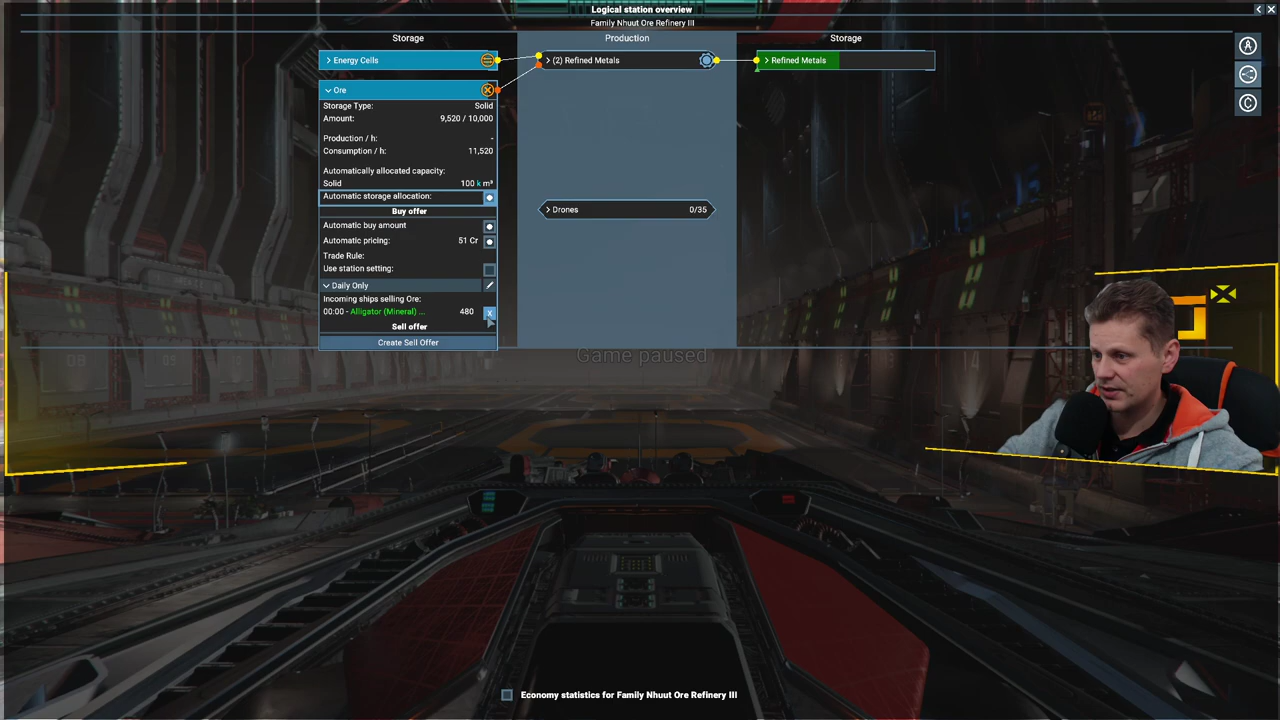 Logical station overview
Family Nhuut Ore Refinery III
Storage
Production
Storage
Energy Cells
(2) Refined Metals
Refined Metals
Ore
Storage Type: Solid
Amount: 9,520 / 10,000
Production / h: -
Consumption / h: 11,520
Automatically allocated capacity:
Solid 100 k m³
Automatic storage allocation:
Buy offer
Automatic buy amount
Automatic pricing: 51 Cr
Trade Rule:
Use station setting:
Daily Only
Incoming ships selling Ore:
00:00 - Alligator (Mineral) ... 480 X
Sell offer
Create Sell Offer
Drones 0/35
Game paused
08
14
Economy statistics for Family Nhuut Ore Refinery III
A
C